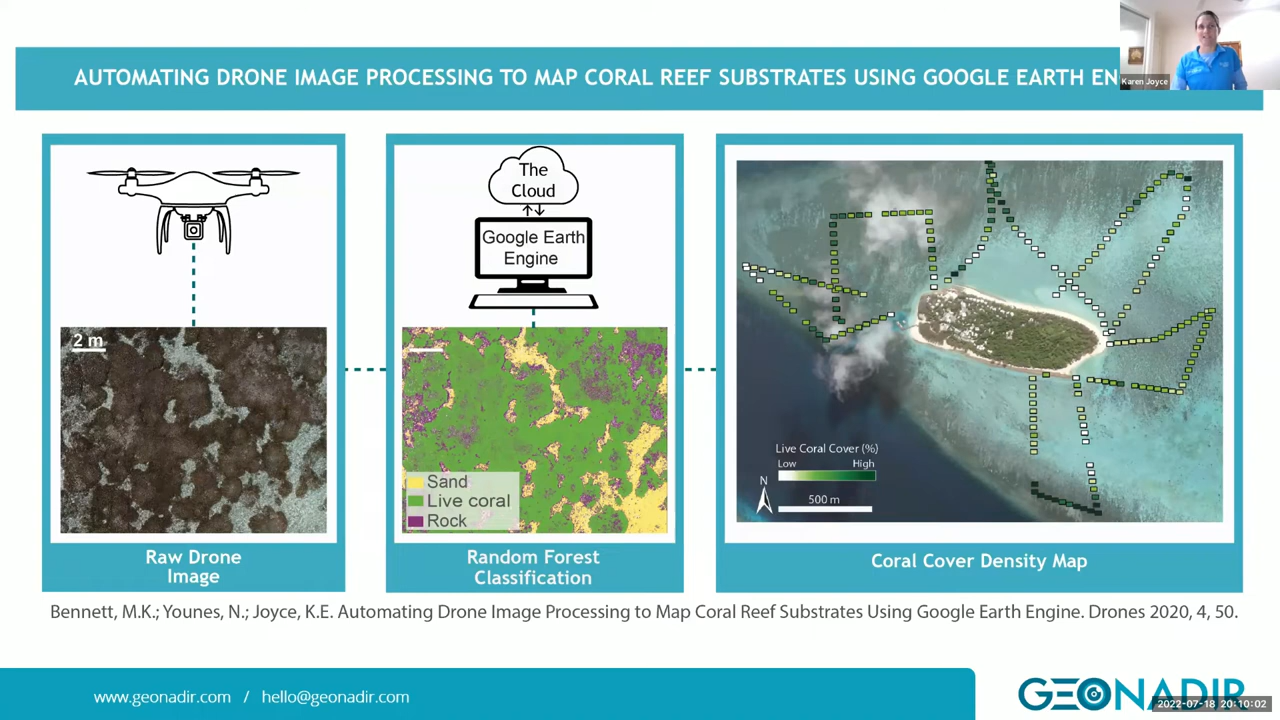 AUTOMATING DRONE IMAGE PROCESSING TO MAP CORAL REEF SUBSTRATES USING GOOGLE EARTH EN
Karen Joyce
2 m
Raw Drone
Image
The
Cloud
Google Earth
Engine
Sand
Live coral
Rock
Random Forest
Classification
Live Coral Cover (%)
Low High
N
500 m
Coral Cover Density Map
Bennett, M.K.; Younes, N.; Joyce, K.E. Automating Drone Image Processing to Map Coral Reef Substrates Using Google Earth Engine. Drones 2020, 4, 50.
www.geonadir.com / hello@geonadir.com
GEONADIR
2022-07-18 20:10:02